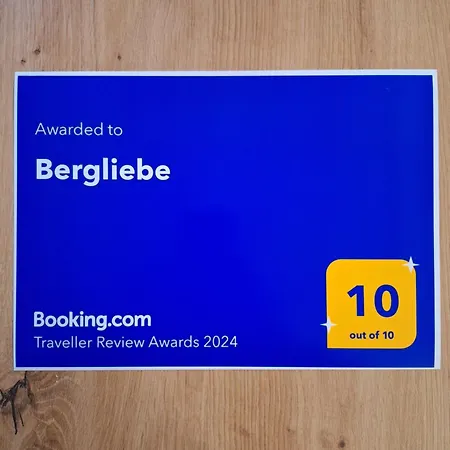 Awarded to
Bergliebe
Booking.com
Traveller Review Awards 2024
10
out of 10